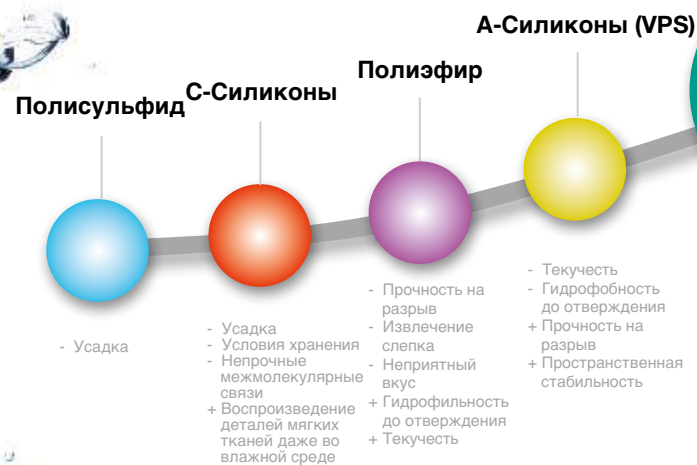 Полисульфид
- Усадка
С-Силиконы
- Усадка
- Условия хранения
- Непрочные
межмолекулярные
связи
+ Воспроизведение
деталей мягких
тканей даже во
влажной среде
Полиэфир
- Прочность на
разрыв
- Извлечение
слепка
- Неприятный
вкус
+ Гидрофильность
до отверждения
+ Текучесть
А-Силиконы (VPS)
- Текучесть
- Гидрофобность
до отверждения
+ Прочность на
разрыв
+ Пространственная
стабильность